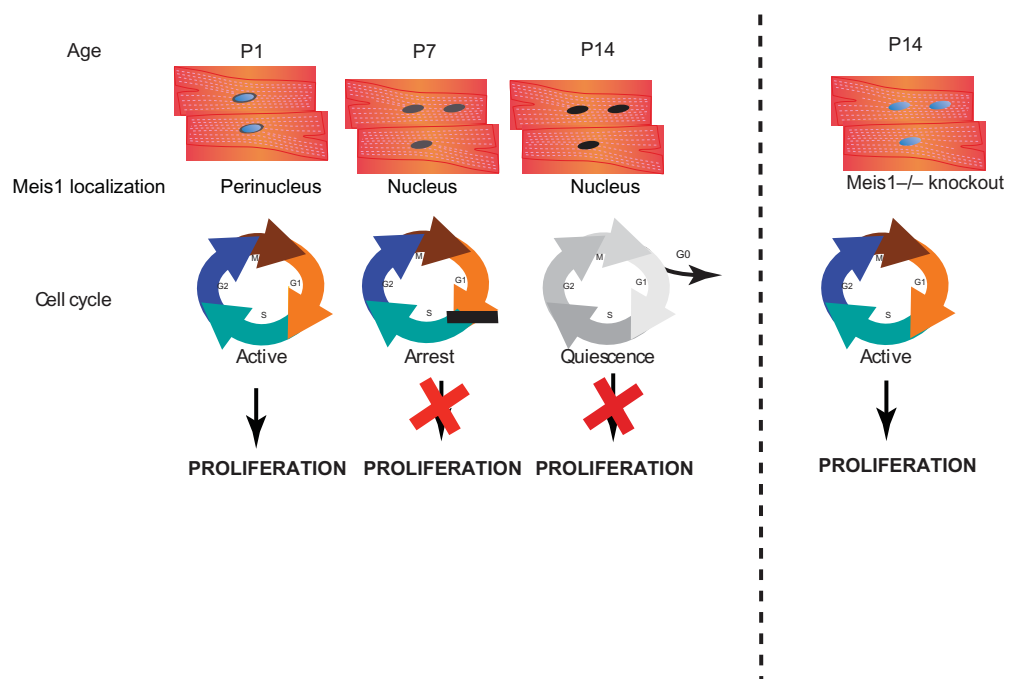 Age P1 P7 P14 P14
Meis1 localization Perinucleus Nucleus Nucleus Meis1–/– knockout
Cell cycle
M G1 S G2
M G1 S G2
G1 S G2 G0
M G1 S G2
Active Arrest Quiescence Active
PROLIFERATION PROLIFERATION PROLIFERATION PROLIFERATION